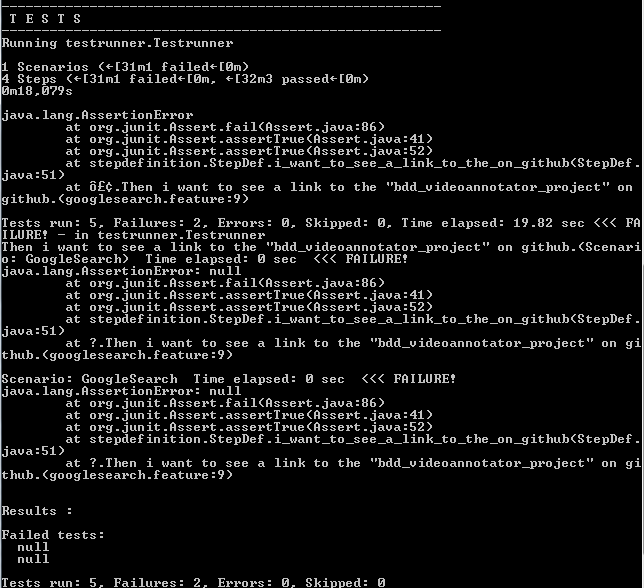 -------------------------------------------------------
 T E S T S
-------------------------------------------------------
Running testrunner.Testrunner
1 Scenarios (←[31m1 failed←[0m)
4 Steps (←[31m1 failed←[0m, ←[32m3 passed←[0m)
0m18,079s
java.lang.AssertionError
        at org.junit.Assert.fail(Assert.java:86)
        at org.junit.Assert.assertTrue(Assert.java:41)
        at org.junit.Assert.assertTrue(Assert.java:52)
        at stepdefinition.StepDef.i_want_to_see_a_link_to_the_on_github(StepDef.
java:51)
        at ô£¢.Then i want to see a link to the "bdd_videoannotator_project" on
github.(googlesearch.feature:9)
Tests run: 5, Failures: 2, Errors: 0, Skipped: 0, Time elapsed: 19.82 sec <<< FA
ILURE! - in testrunner.Testrunner
Then i want to see a link to the "bdd_videoannotator_project" on github.(Scenari
o: GoogleSearch)  Time elapsed: 0 sec  <<< FAILURE!
java.lang.AssertionError: null
        at org.junit.Assert.fail(Assert.java:86)
        at org.junit.Assert.assertTrue(Assert.java:41)
        at org.junit.Assert.assertTrue(Assert.java:52)
        at stepdefinition.StepDef.i_want_to_see_a_link_to_the_on_github(StepDef.
java:51)
        at ?.Then i want to see a link to the "bdd_videoannotator_project" on gi
thub.(googlesearch.feature:9)
Scenario: GoogleSearch  Time elapsed: 0 sec  <<< FAILURE!
java.lang.AssertionError: null
        at org.junit.Assert.fail(Assert.java:86)
        at org.junit.Assert.assertTrue(Assert.java:41)
        at org.junit.Assert.assertTrue(Assert.java:52)
        at stepdefinition.StepDef.i_want_to_see_a_link_to_the_on_github(StepDef.
java:51)
        at ?.Then i want to see a link to the "bdd_videoannotator_project" on gi
thub.(googlesearch.feature:9)
Results :
Failed tests:
  null
  null
Tests run: 5, Failures: 2, Errors: 0, Skipped: 0